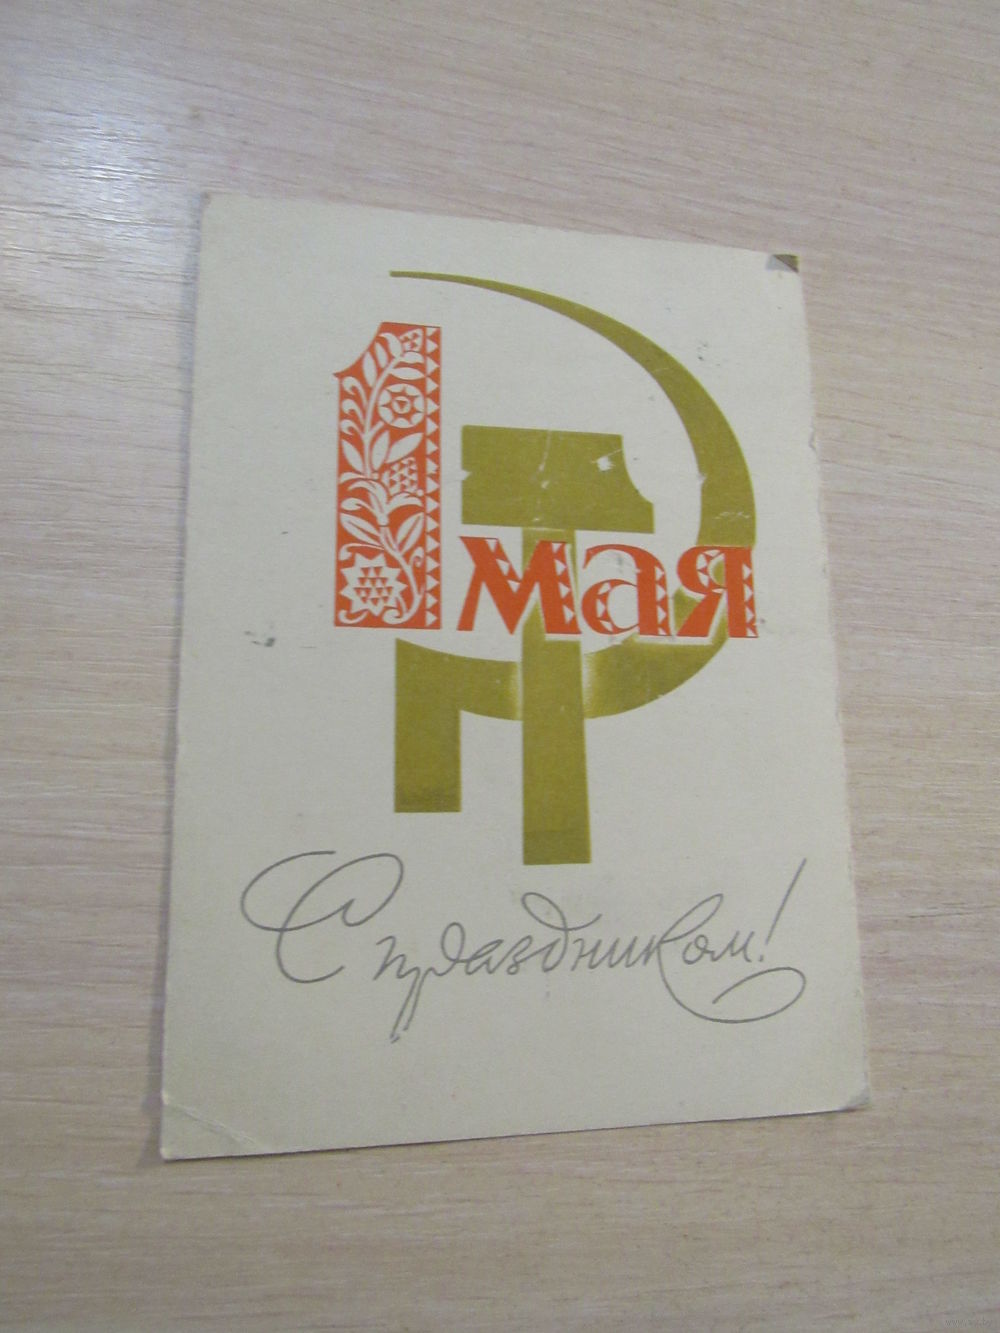 1 мая
С праздником!